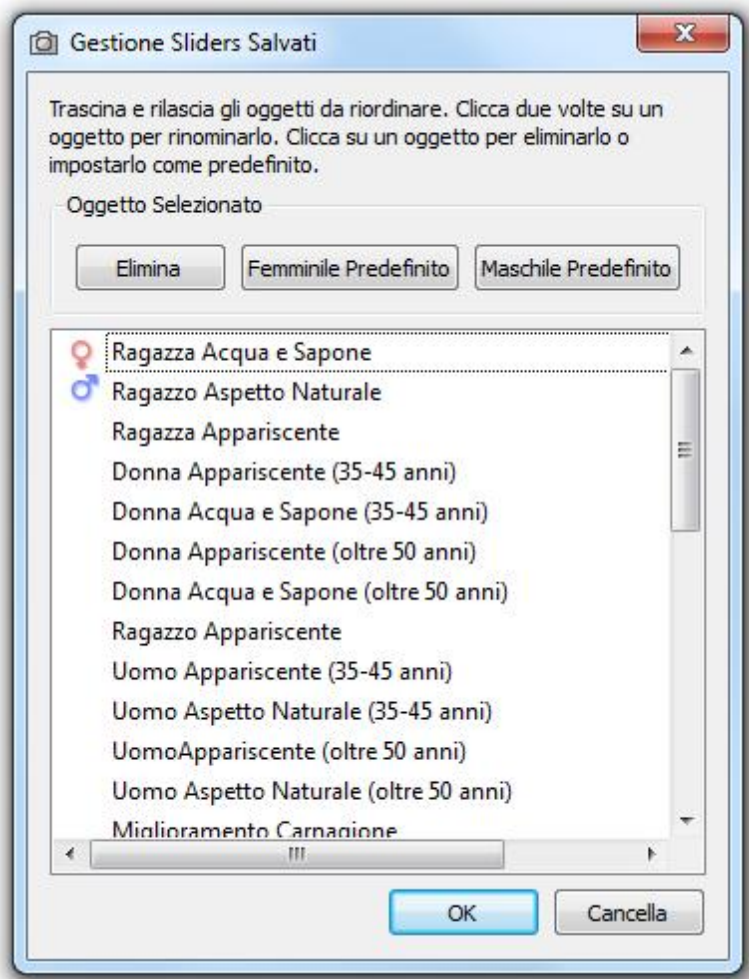 Gestione Sliders Salvati
Trascina e rilascia gli oggetti da riordinare. Clicca due volte su un
oggetto per rinominarlo. Clicca su un oggetto per eliminarlo o
impostarlo come predefinito.
Oggetto Selezionato
Elimina Femminile Predefinito Maschile Predefinito
Ragazza Acqua e Sapone
Ragazzo Aspetto Naturale
Ragazza Appariscente
Donna Appariscente (35-45 anni)
Donna Acqua e Sapone (35-45 anni)
Donna Appariscente (oltre 50 anni)
Donna Acqua e Sapone (oltre 50 anni)
Ragazzo Appariscente
Uomo Appariscente (35-45 anni)
Uomo Aspetto Naturale (35-45 anni)
UomoAppariscente (oltre 50 anni)
Uomo Aspetto Naturale (oltre 50 anni)
Miglioramento Carnagione
OK Cancella